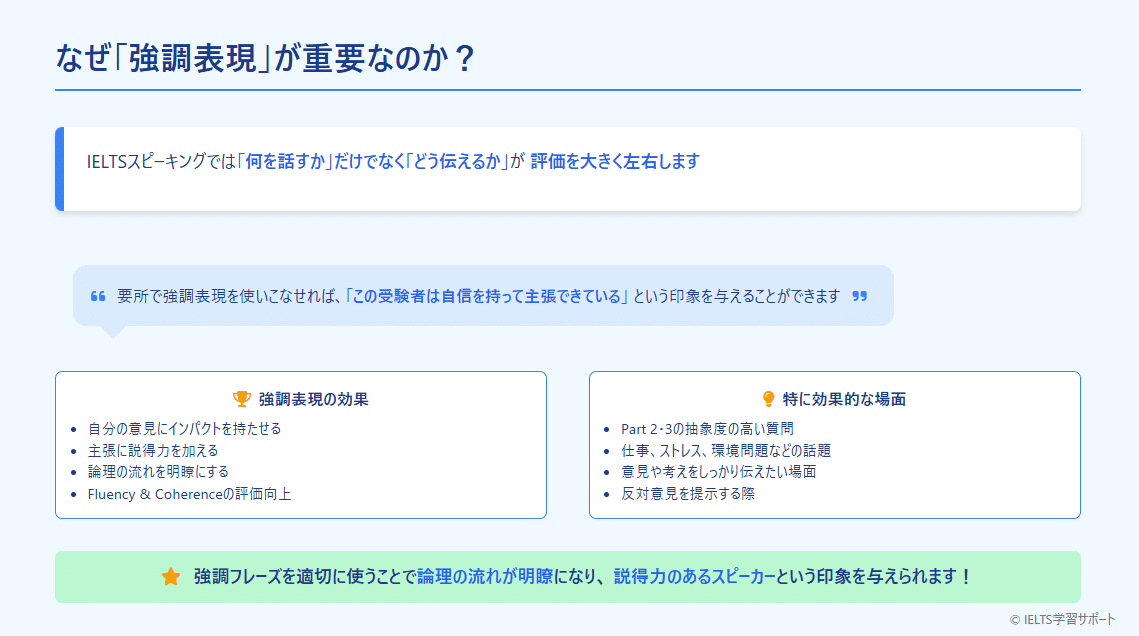 なぜ「強調表現」が重要なのか？
IELTSスピーキングでは「何を話すか」だけでなく「どう伝えるか」が 評価を大きく左右します
要所で強調表現を使いこなせれば、「この受験者は自信を持って主張できている」 という印象を与えることができます
強調表現の効果
• 自分の意見にインパクトを持たせる
• 主張に説得力を加える
• 論理の流れを明瞭にする
• Fluency & Coherenceの評価向上
特に効果的な場面
• Part 2・3の抽象度の高い質問
• 仕事、ストレス、環境問題などの話題
• 意見や考えをしっかり伝えたい場面
• 反対意見を提示する際
強調フレーズを適切に使うことで論理の流れが明瞭になり、説得力のあるスピーカーという印象を与えられます！
© IELTS学習サポート